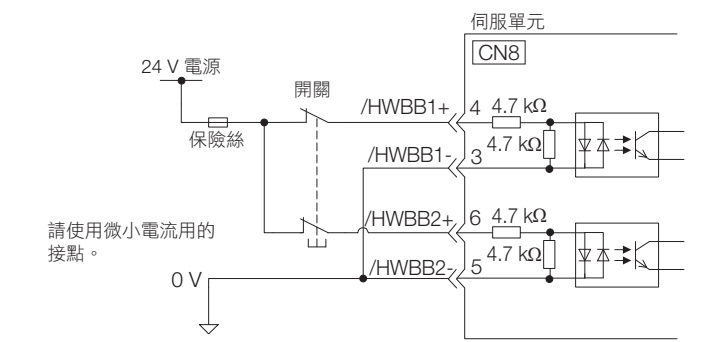 伺服單元
CN8
24 V 電源
開關
/HWBB1+ 4 4.7 kΩ
保險絲
4.7 kΩ
/HWBB1- 3
/HWBB2+ 6 4.7 kΩ
請使用微小電流用的
接點。
4.7 kΩ
/HWBB2- 5
0 V